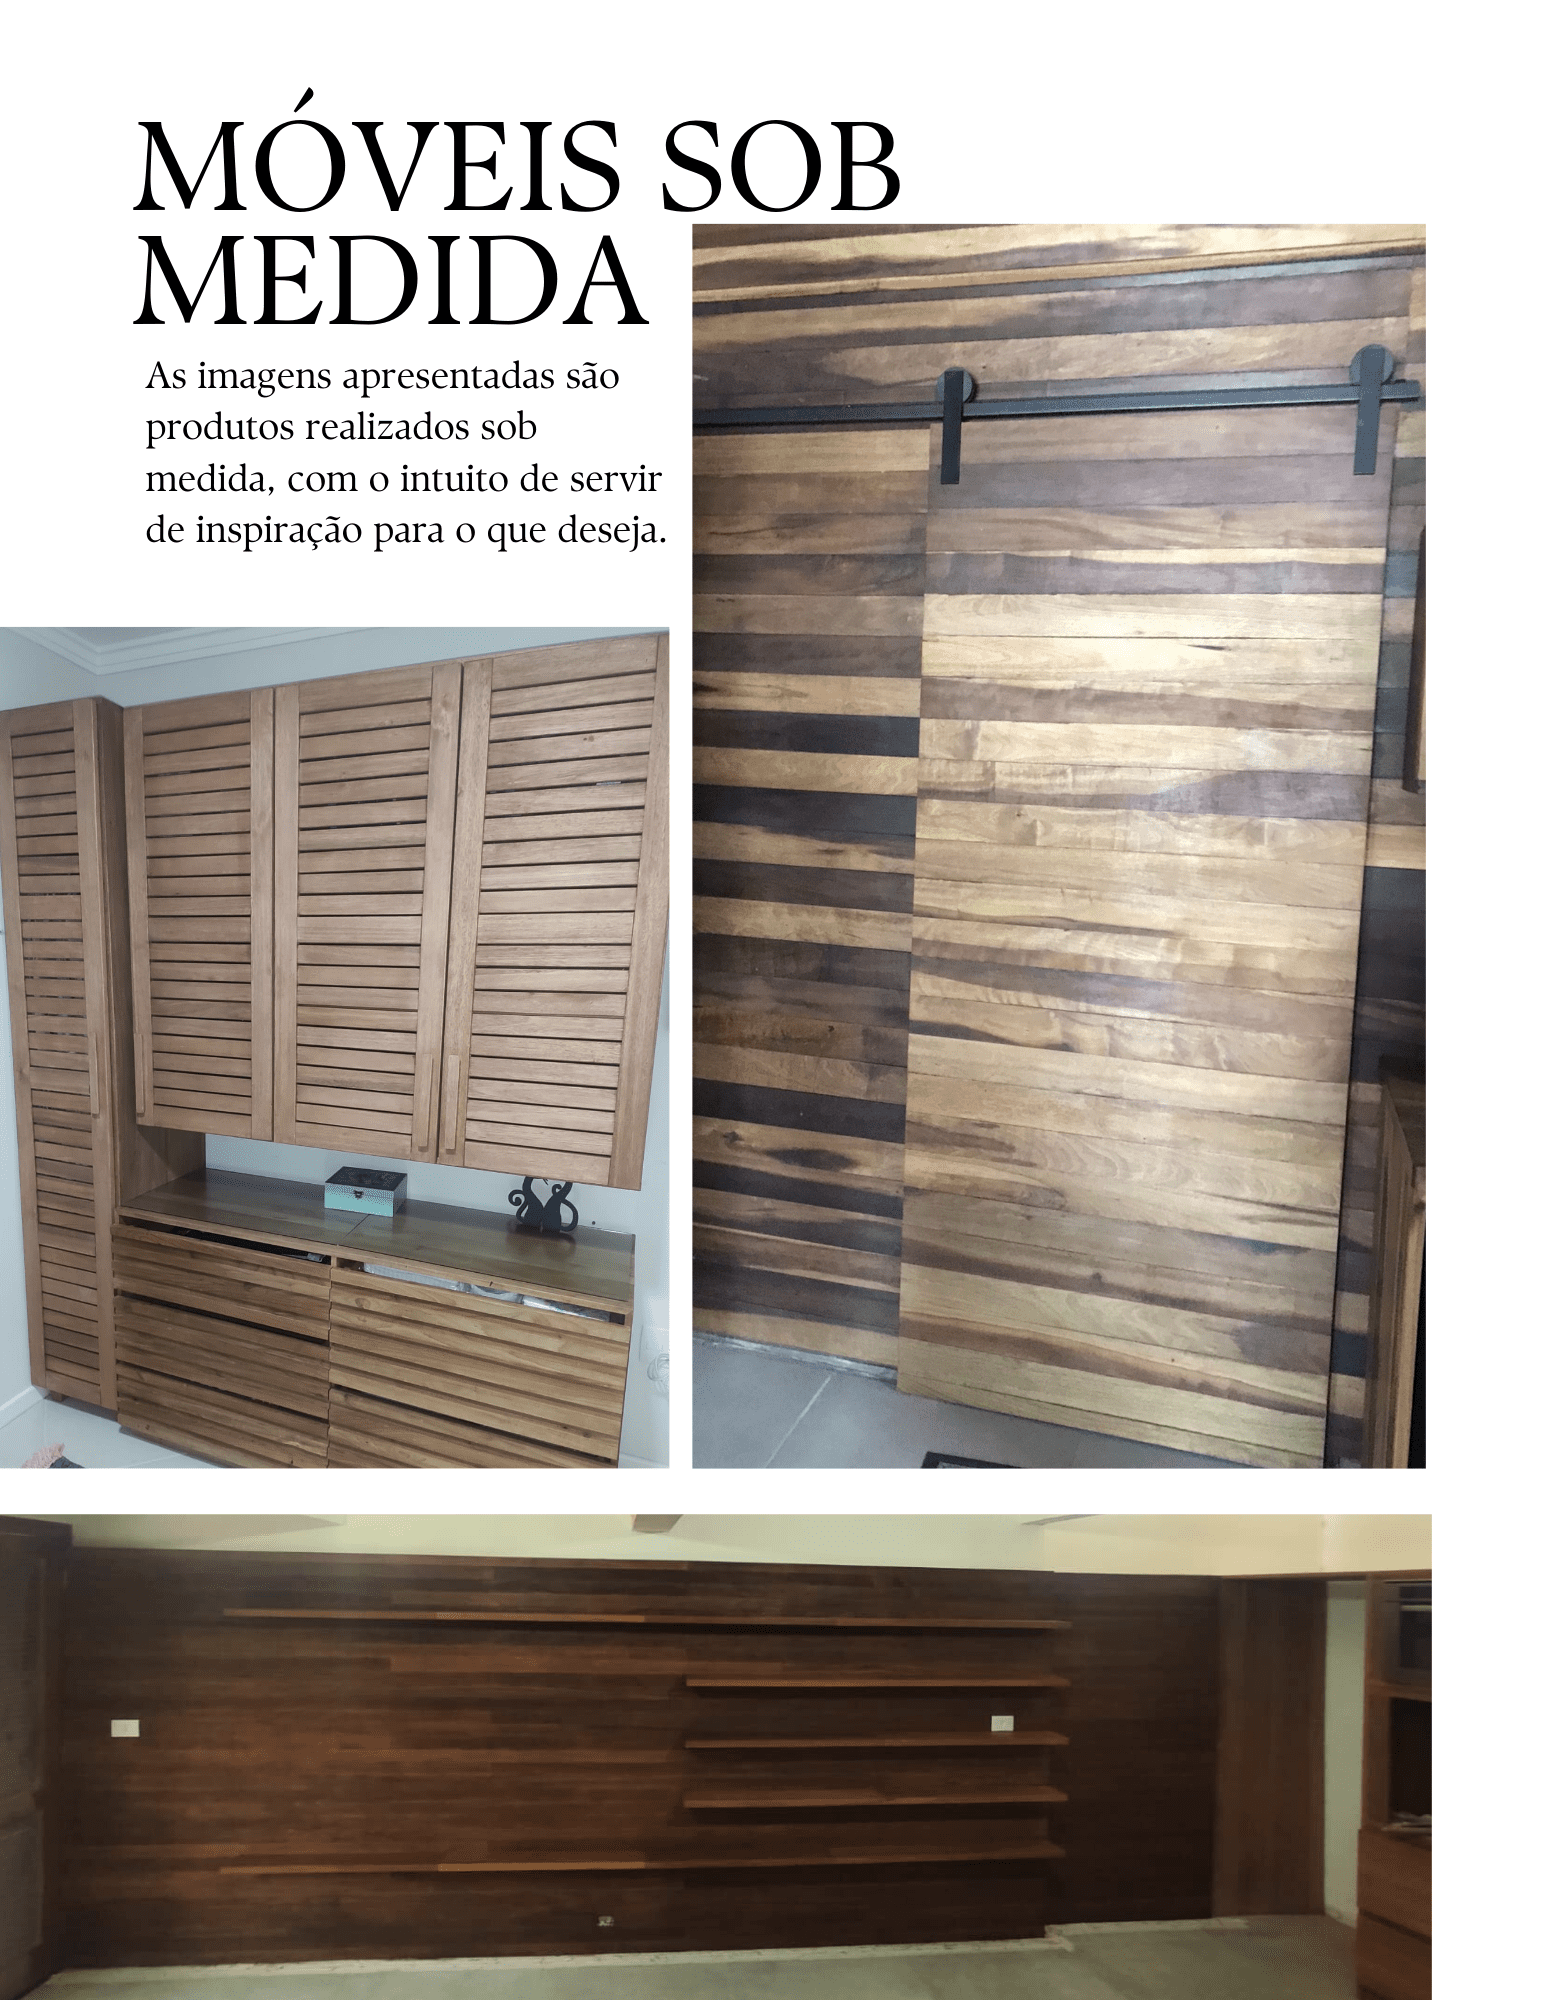 MÓVEIS SOB
MEDIDA
As imagens apresentadas são
produtos realizados sob
medida, com o intuito de servir
de inspiração para o que deseja.